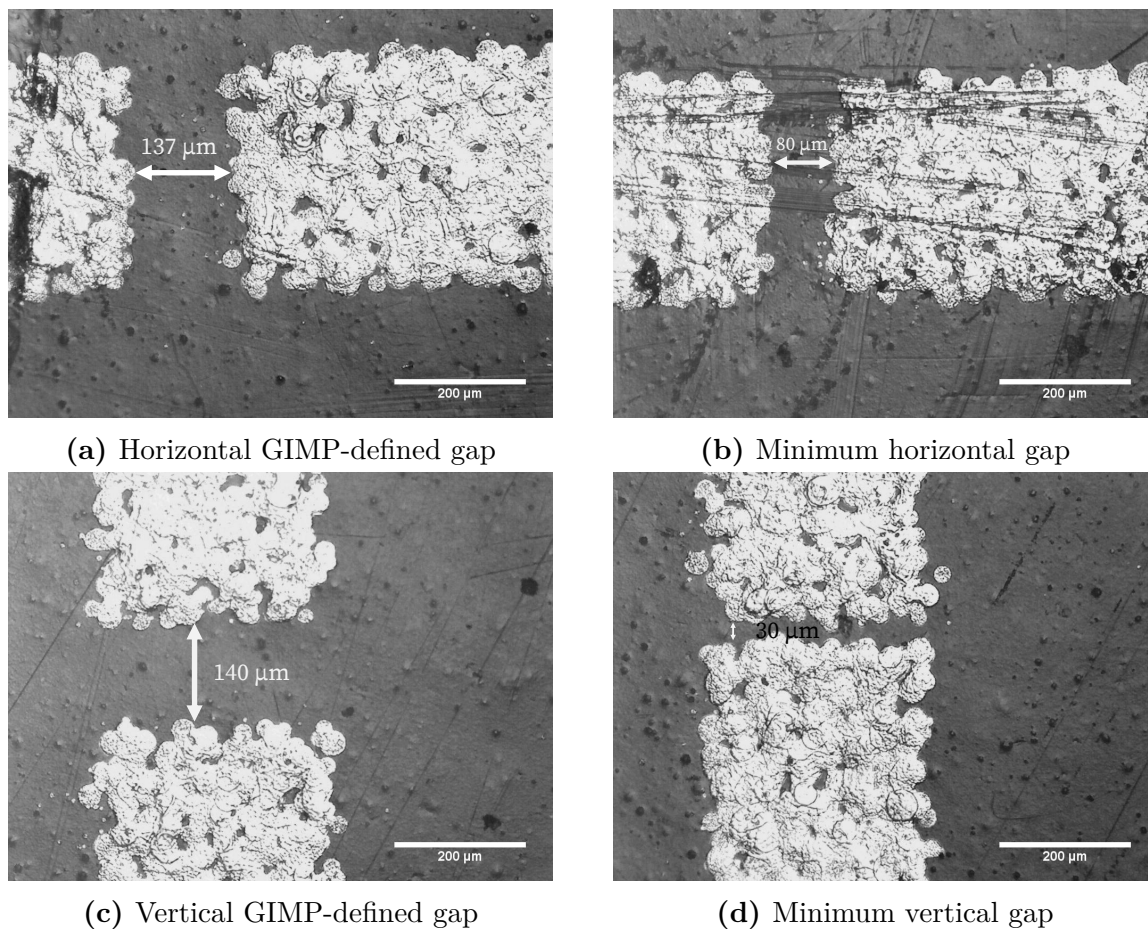 137 μm
200 μm
80 μm
200 μm
(a) Horizontal GIMP-defined gap
(b) Minimum horizontal gap
140 μm
200 μm
30 μm
200 μm
(c) Vertical GIMP-defined gap
(d) Minimum vertical gap